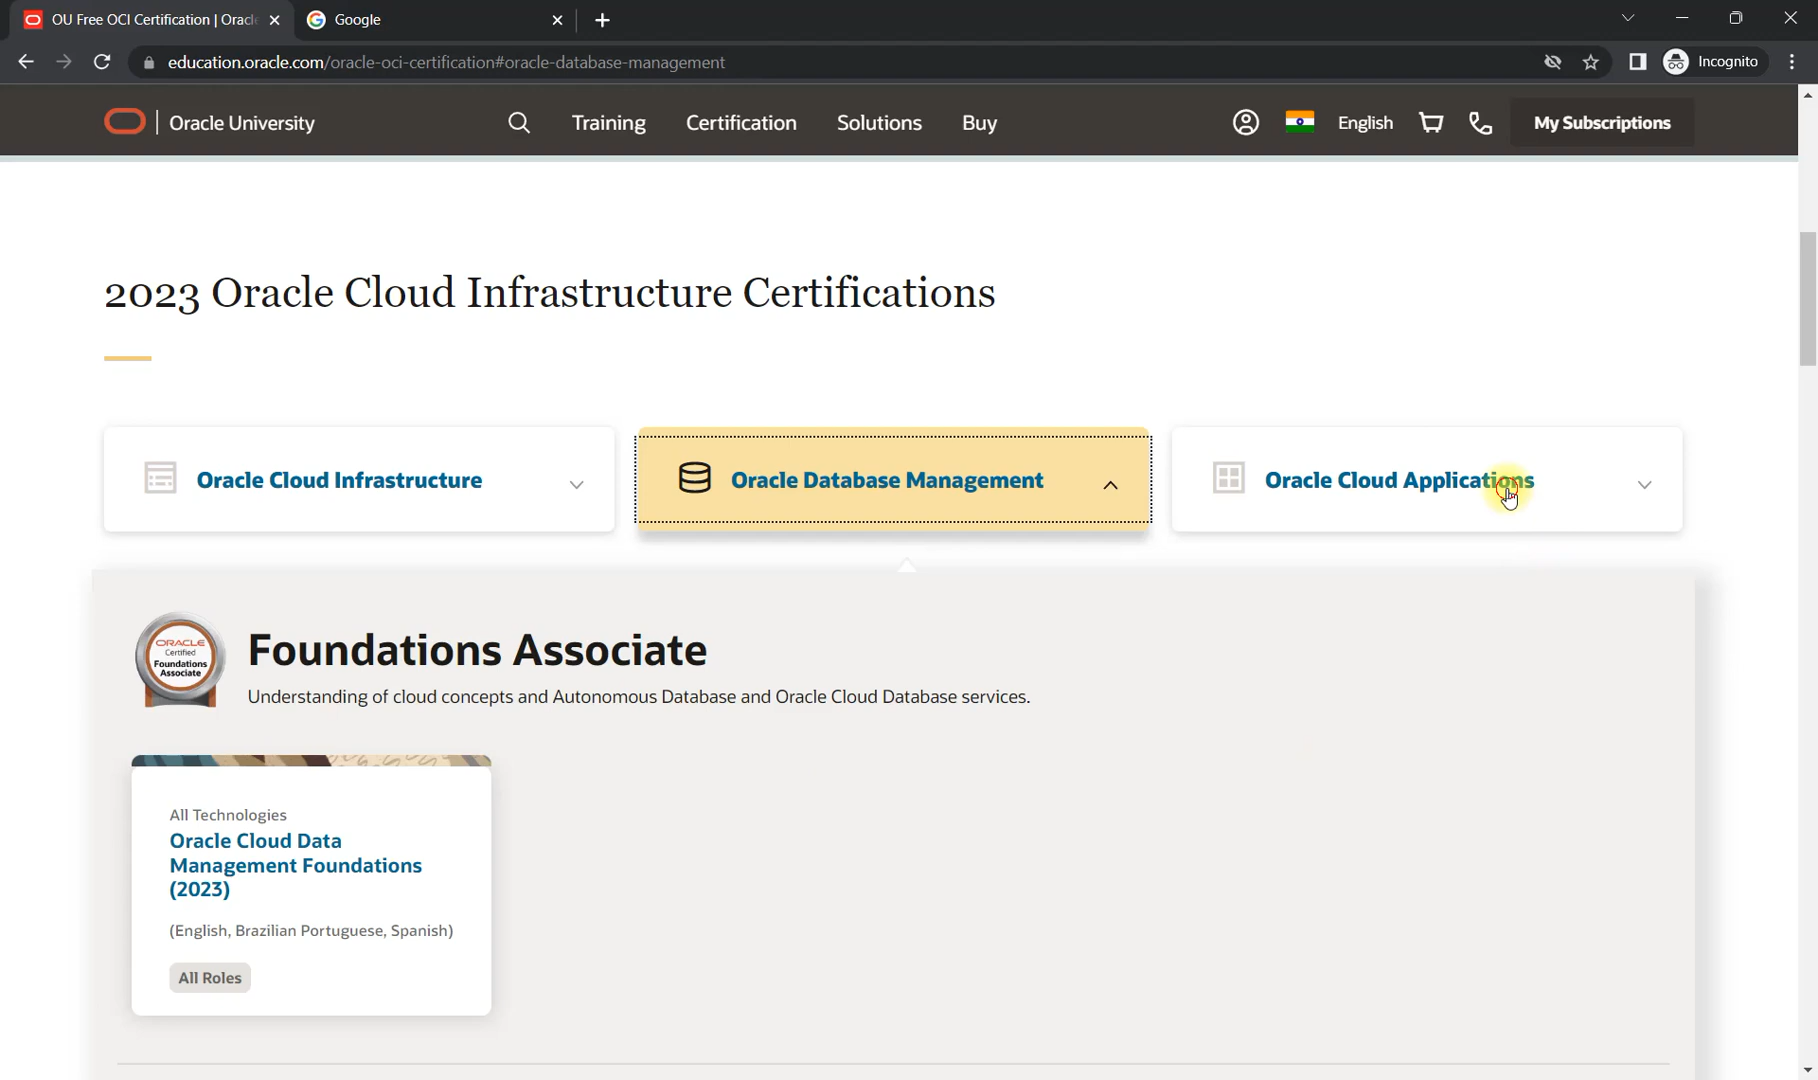 OU Free OCI Certification | Oracl
Google
education.oracle.com/oracle-oci-certification#oracle-database-management
Incognito
Oracle University
Training
Certification
Solutions
Buy
English
My Subscriptions
2023 Oracle Cloud Infrastructure Certifications
Oracle Cloud Infrastructure
Oracle Database Management
Oracle Cloud Applications
ORACLE
Certified
Foundations
Associate
Foundations Associate
Understanding of cloud concepts and Autonomous Database and Oracle Cloud Database services.
All Technologies
Oracle Cloud Data
Management Foundations
(2023)
(English, Brazilian Portuguese, Spanish)
All Roles